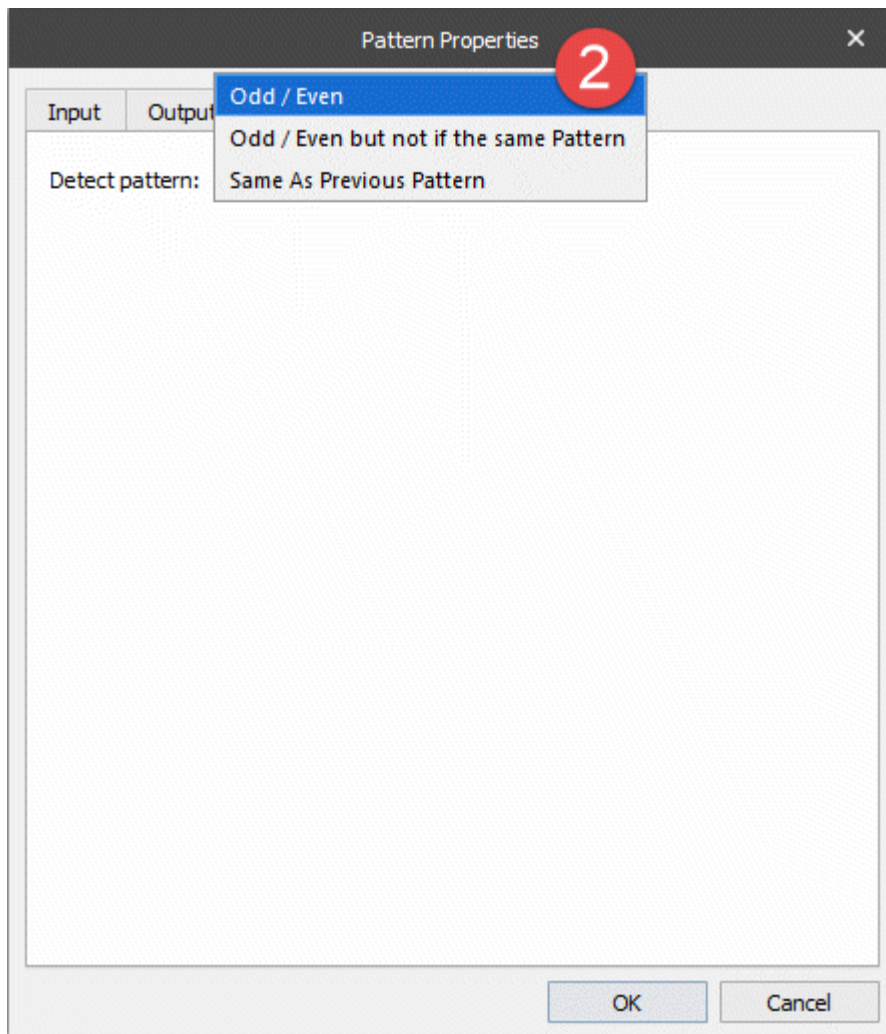 Pattern Properties
2
Input Output
Odd / Even
Odd / Even but not if the same Pattern
Detect pattern: Same As Previous Pattern
OK Cancel